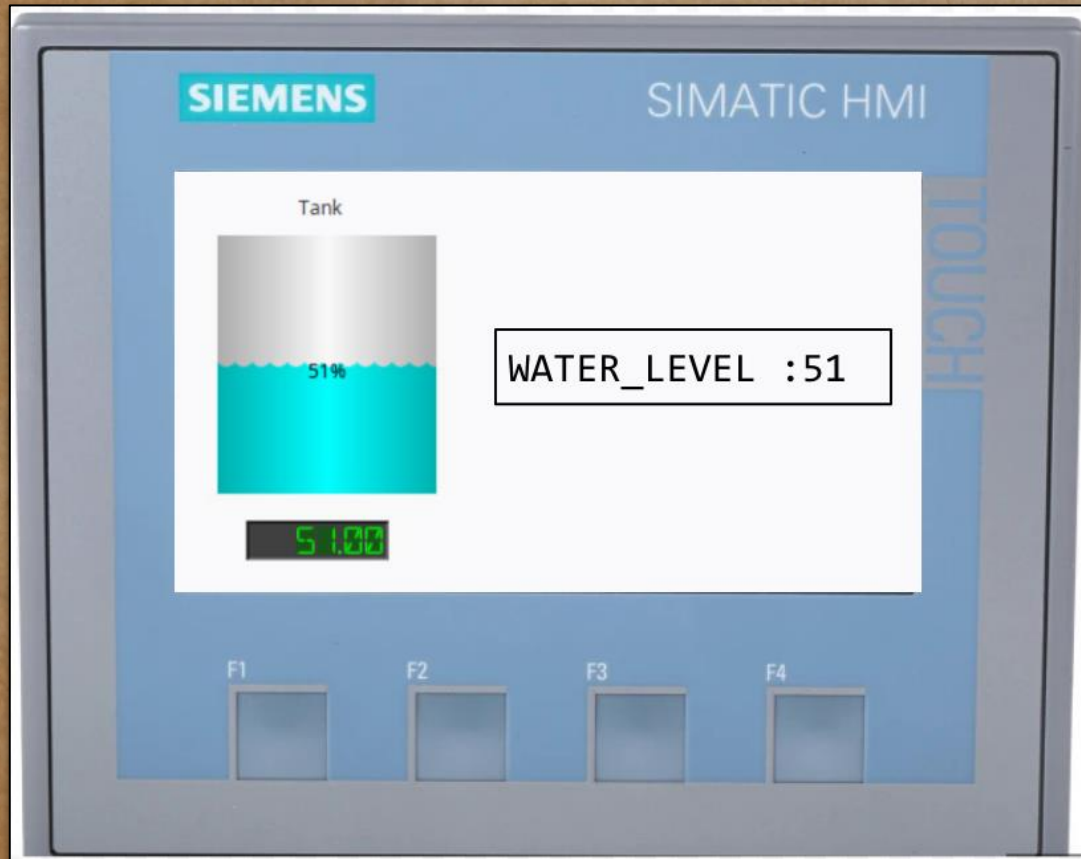 SIEMENS SIMATIC HMI
TOUCH
Tank
51%
WATER_LEVEL :51
51.00
F1 F2 F3 F4